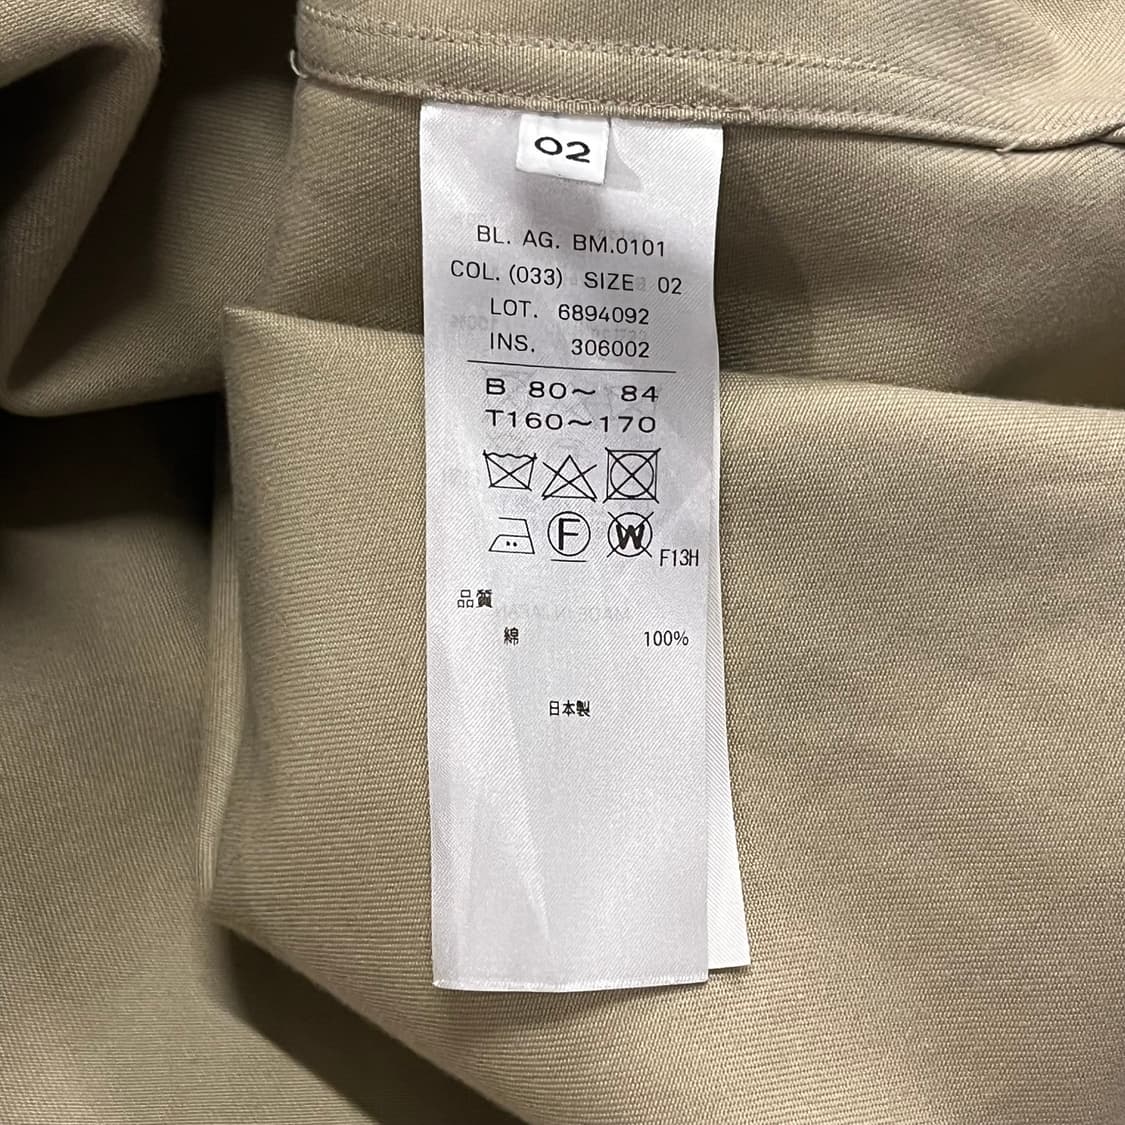 02
BL. AG. BM.0101
COL. (033) SIZE 02
LOT. 6894092
INS. 306002
B 80～ 84
T160～170
F W F13H
品質
綿 100%
日本製